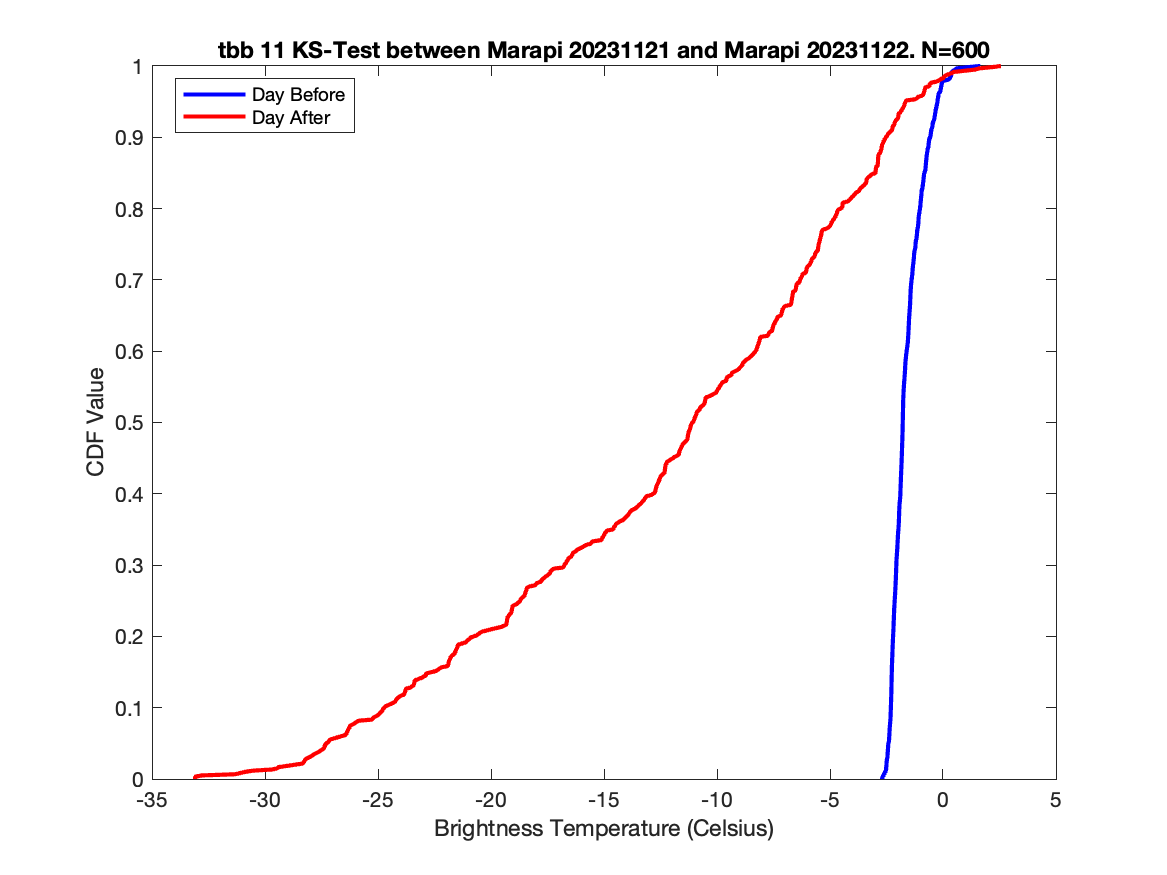 tbb 11 KS-Test between Marapi 20231121 and Marapi 20231122. N=600
Day Before
Day After
1
0.9
0.8
0.7
0.6
0.5
0.4
0.3
0.2
0.1
0
CDF Value
-35 -30 -25 -20 -15 -10 -5 0 5
Brightness Temperature (Celsius)